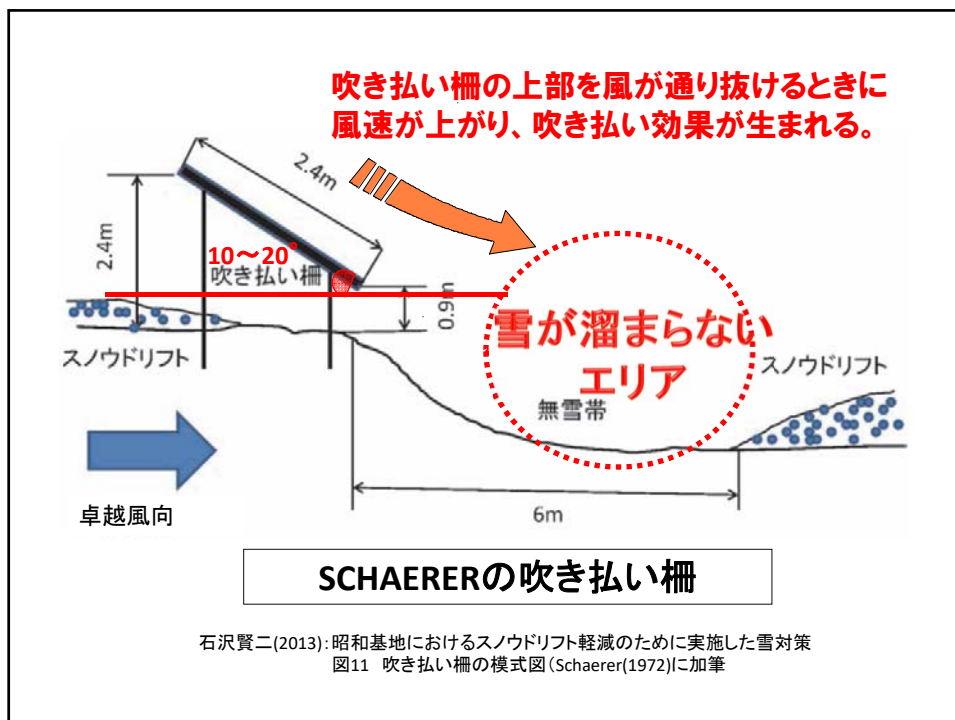 吹き払い柵の上部を風が通り抜けるときに
風速が上がり、吹き払い効果が生まれる。
2.4m
2.4m
10～20°
吹き払い柵
0.9m
雪が溜まらない
エリア
スノウドリフト
スノウドリフト
無雪帯
卓越風向
6m
SCHAERERの吹き払い柵
石沢賢二(2013):昭和基地におけるスノウドリフト軽減のために実施した雪対策
図11 吹き払い柵の模式図(Schaerer(1972)に加筆